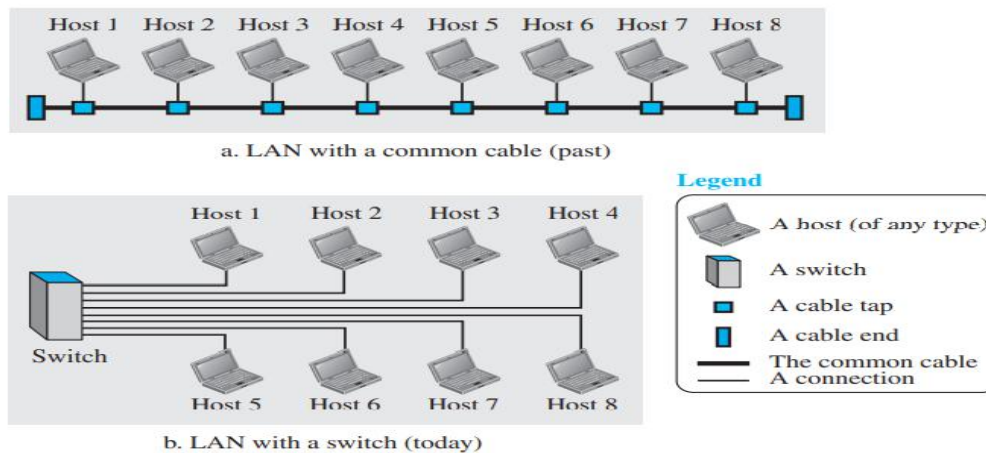 Host 1 Host 2 Host 3 Host 4 Host 5 Host 6 Host 7 Host 8
a. LAN with a common cable (past)
Legend
A host (of any type)
A switch
A cable tap
A cable end
The common cable
A connection
Host 1 Host 2 Host 3 Host 4
Switch
Host 5 Host 6 Host 7 Host 8
b. LAN with a switch (today)